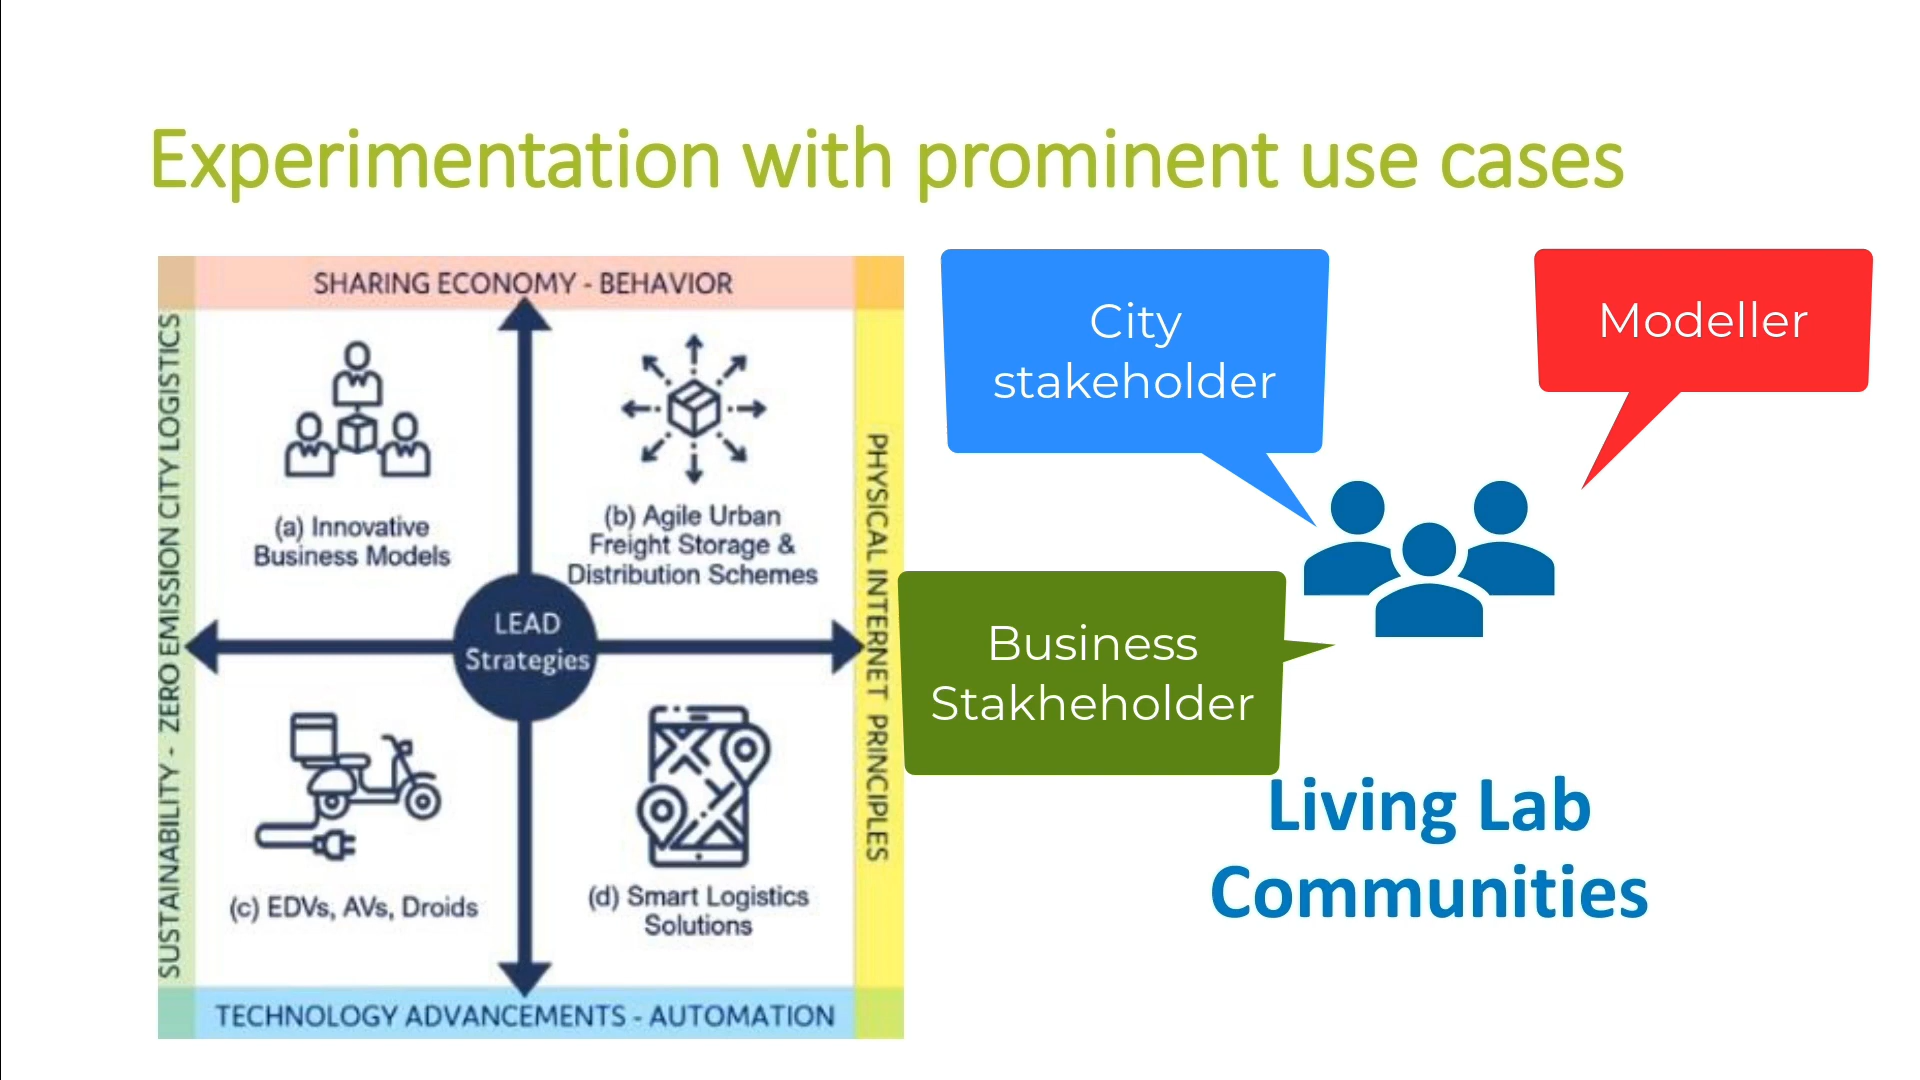 Experimentation with prominent use cases
SHARING ECONOMY - BEHAVIOR
SUSTAINABILITY - ZERO EMISSION CITY LOGISTICS
PHYSICAL INTERNET PRINCIPLES
(a) Innovative
Business Models
(b) Agile Urban
Freight Storage &
Distribution Schemes
LEAD
Strategies
(c) EDVs, AVs, Droids
(d) Smart Logistics
Solutions
TECHNOLOGY ADVANCEMENTS - AUTOMATION
City
stakeholder
Modeller
Business
Stakheholder
Living Lab
Communities